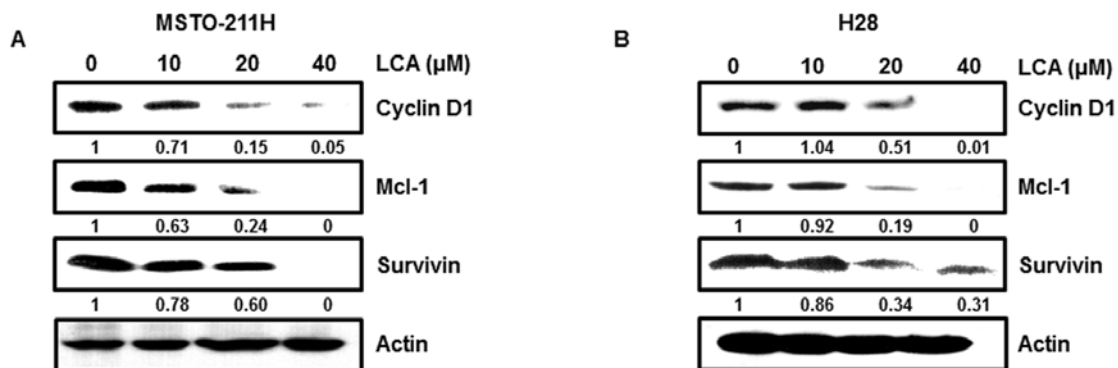 A
MSTO-211H
0 10 20 40 LCA (µM)
Cyclin D1
1 0.71 0.15 0.05
Mcl-1
1 0.63 0.24 0
Survivin
1 0.78 0.60 0
Actin
B
H28
0 10 20 40 LCA (µM)
Cyclin D1
1 1.04 0.51 0.01
Mcl-1
1 0.92 0.19 0
Survivin
1 0.86 0.34 0.31
Actin